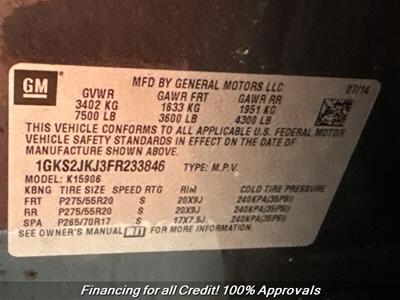 GM
MFD BY GENERAL MOTORS LLC
07/14
GVWR GAWR FRT GAWR RR
3402 KG 1633 KG 1951 KG
7500 LB 3600 LB 4300 LB
THIS VEHICLE CONFORMS TO ALL APPLICABLE U.S. FEDERAL MOTOR
VEHICLE SAFETY STANDARDS IN EFFECT ON THE DATE OF
MANUFACTURE SHOWN ABOVE.
1GKS2JKJ3FR233846 TYPE: M.P.V.
MODEL: K15906
KBNG TIRE SIZE SPEED RTG RIM COLD TIRE PRESSURE
FRT P275/55R20 S 20X9J 240KPA(35PSI)
RR P275/55R20 S 20X9J 240KPA(35PSI)
SPA P265/70R17 S 17X7.5J 240KPA(35PSI)
SEE OWNER'S MANUAL FOR MORE INFORMATION.
Financing for all Credit! 100% Approvals